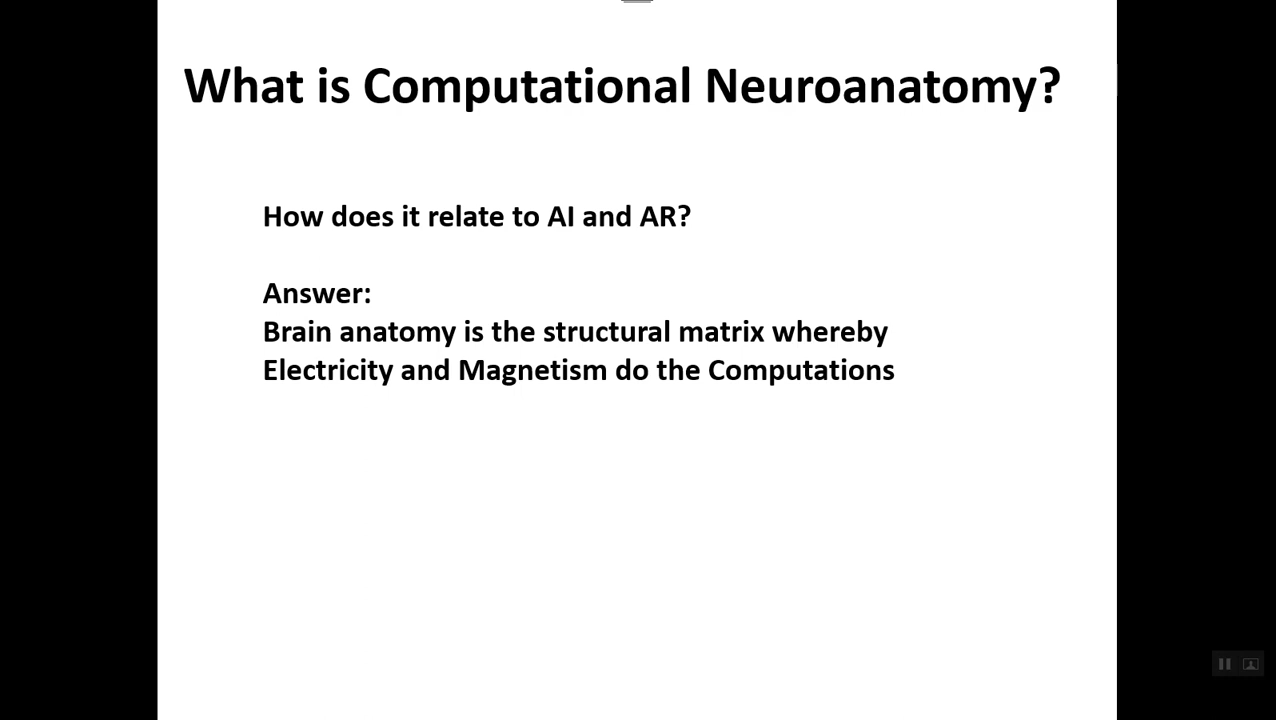 What is Computational Neuroanatomy?
How does it relate to AI and AR?
Answer:
Brain anatomy is the structural matrix whereby
Electricity and Magnetism do the Computations